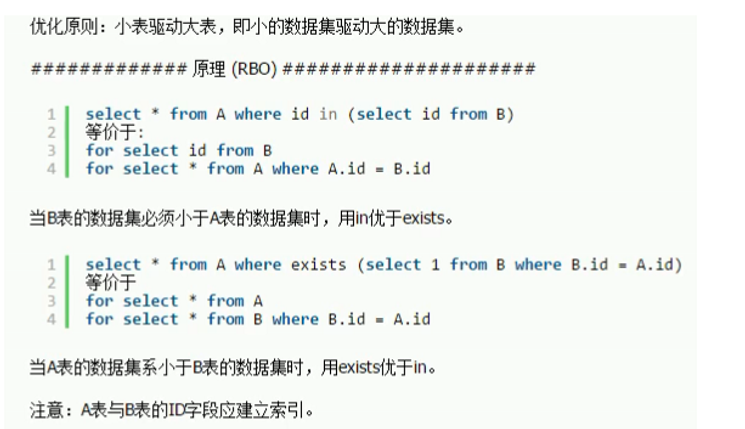 优化原则：小表驱动大表，即小的数据集驱动大的数据集。
############# 原理 (RBO) #####################
1 select * from A where id in (select id from B)
2 等价于:
3 for select id from B
4 for select * from A where A.id = B.id
当B表的数据集必须小于A表的数据集时，用in优于exists。
1 select * from A where exists (select 1 from B where B.id = A.id)
2 等价于
3 for select * from A
4 for select * from B where B.id = A.id
当A表的数据集系小于B表的数据集时，用exists优于in。
注意：A表与B表的ID字段应建立索引。